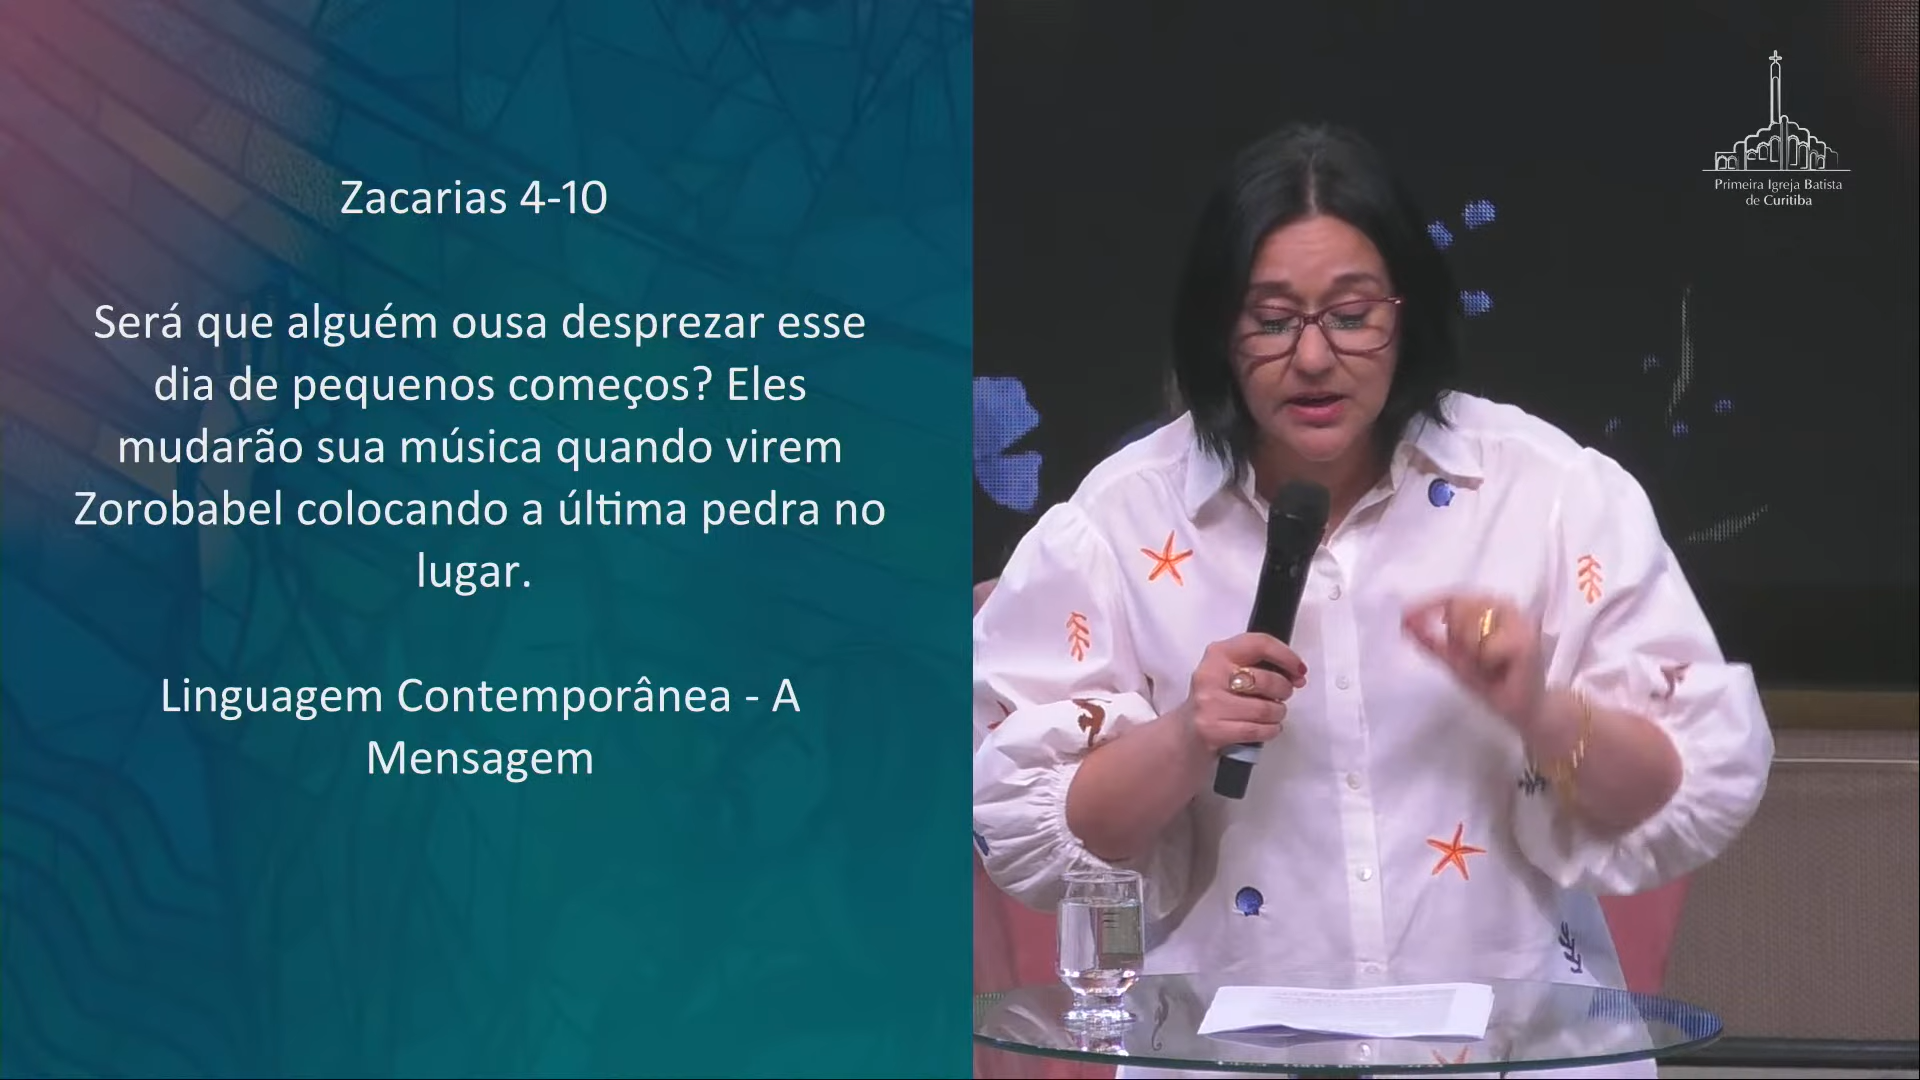 Zacarias 4-10
Será que alguém ousa desprezar esse
dia de pequenos começos? Eles
mudarão sua música quando virem
Zorobabel colocando a última pedra no
lugar.
Linguagem Contemporânea - A
Mensagem
Primeira Igreja Batista
de Curitiba